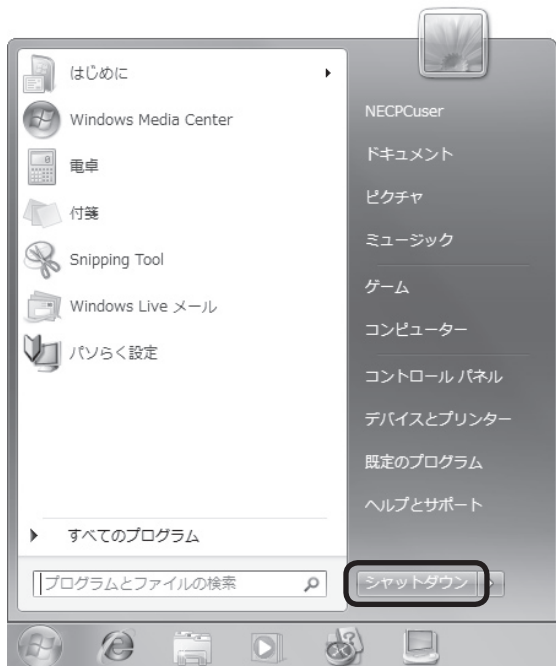 はじめに
Windows Media Center
電卓
付箋
Snipping Tool
Windows Live メール
パソらく設定
すべてのプログラム
プログラムとファイルの検索
NECPCuser
ドキュメント
ピクチャ
ミュージック
ゲーム
コンピューター
コントロール パネル
デバイスとプリンター
既定のプログラム
ヘルプとサポート
シャットダウン